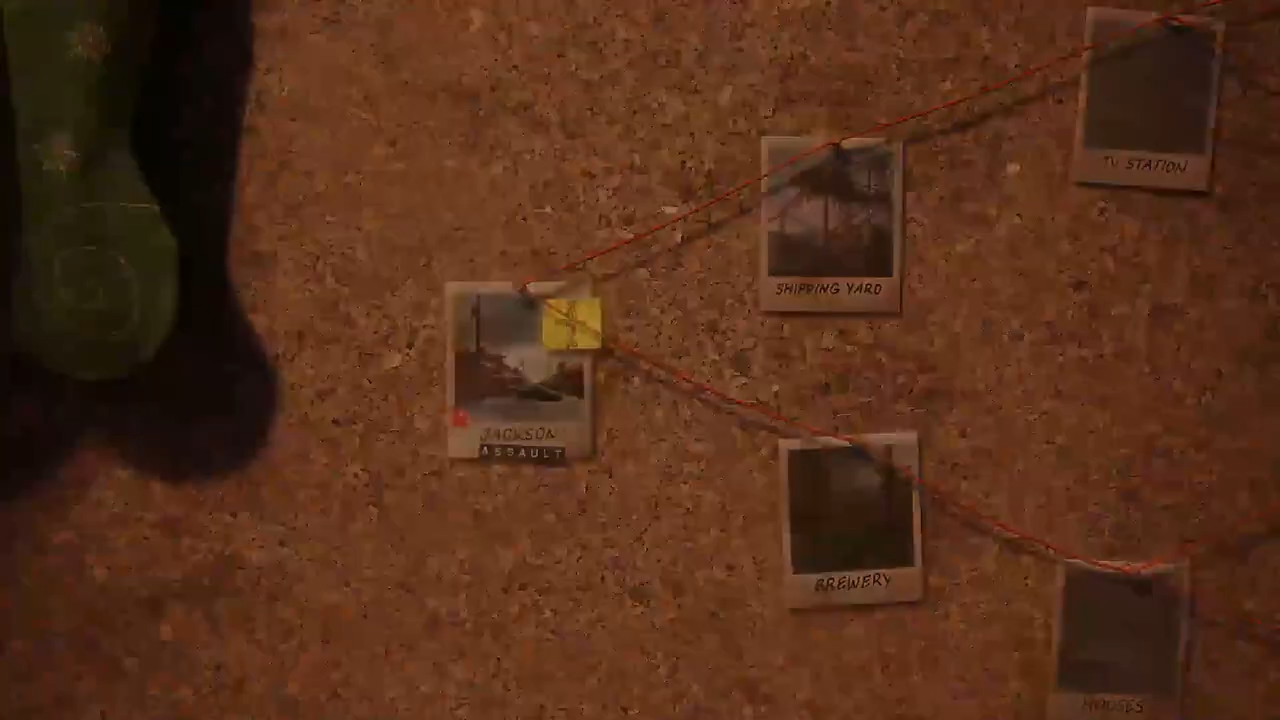 TV STATION
SHIPPING YARD
JACKSON
ASSAULT
BREWERY
HOUSES